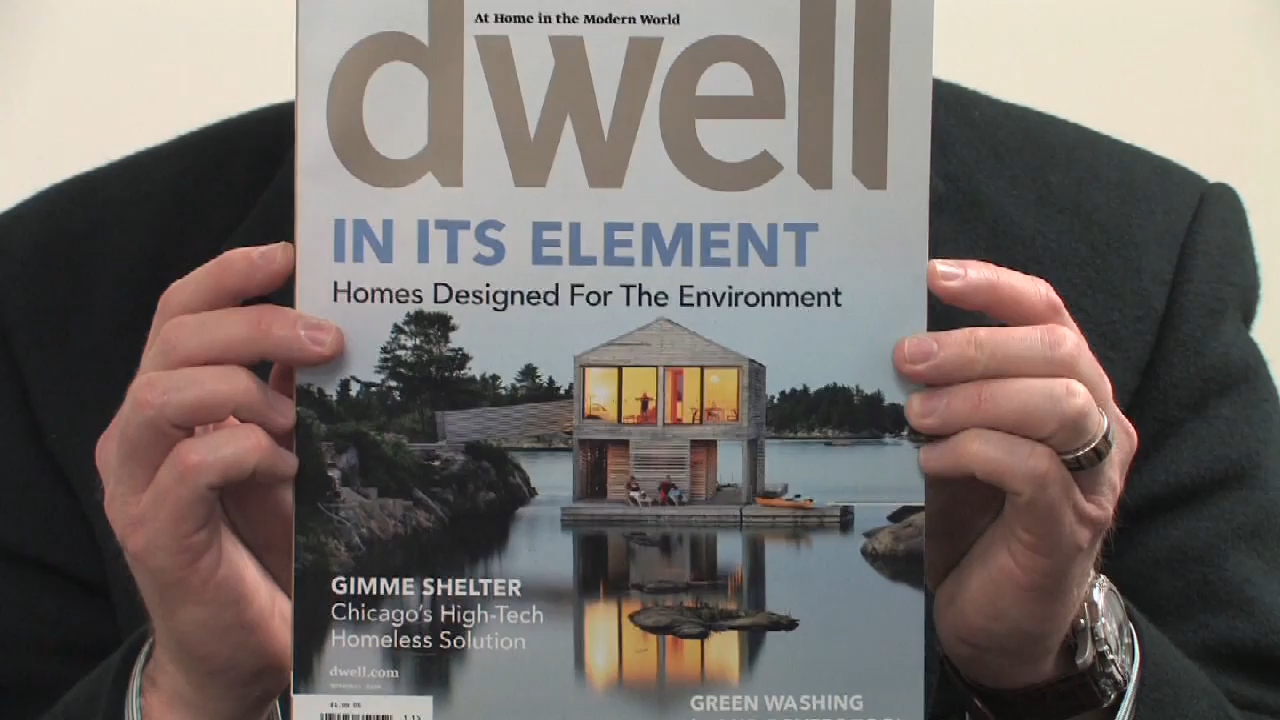 At Home in the Modern World
dwell
IN ITS ELEMENT
Homes Designed For The Environment
GIMME SHELTER
Chicago's High-Tech
Homeless Solution
dwell.com
GREEN WASHING